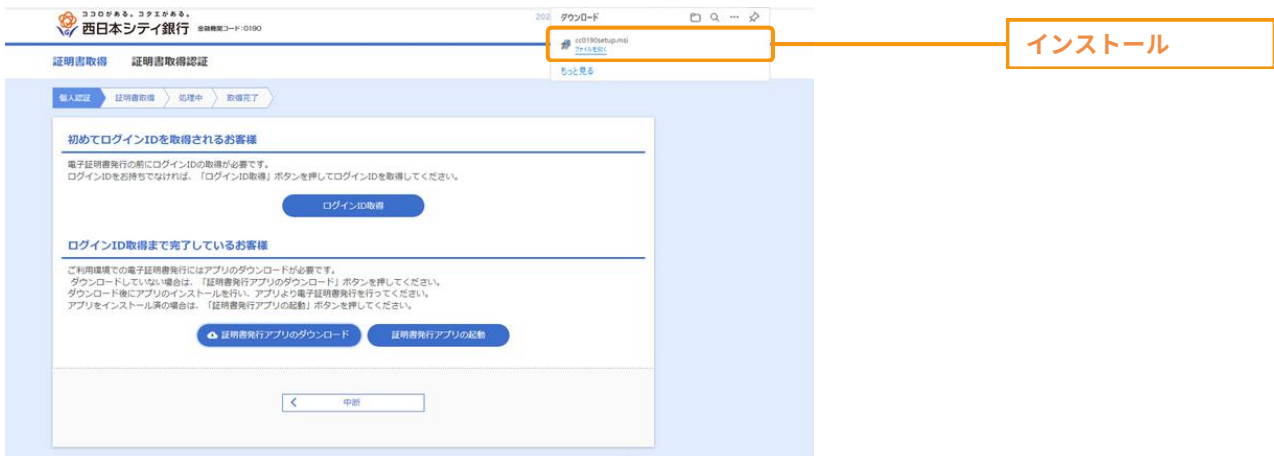 ココロがある。コタエがある。
西日本シティ銀行 金融機関コード:0190
202
ダウンロード
cc0190setup.msi
ファイルを開く
もっと見る
インストール
証明書取得 証明書取得認証
個人認証 証明書取得 処理中 取得完了
初めてログインIDを取得されるお客様
電子証明書発行の前にログインIDの取得が必要です。
ログインIDをお持ちでなければ、「ログインID取得」ボタンを押してログインIDを取得してください。
ログインID取得
ログインID取得まで完了しているお客様
ご利用環境での電子証明書発行にはアプリのダウンロードが必要です。
ダウンロードしていない場合は、「証明書発行アプリのダウンロード」ボタンを押してください。
ダウンロード後にアプリのインストールを行い、アプリより電子証明書発行を行ってください。
アプリをインストール済の場合は、「証明書発行アプリの起動」ボタンを押してください。
証明書発行アプリのダウンロード 証明書発行アプリの起動
中断